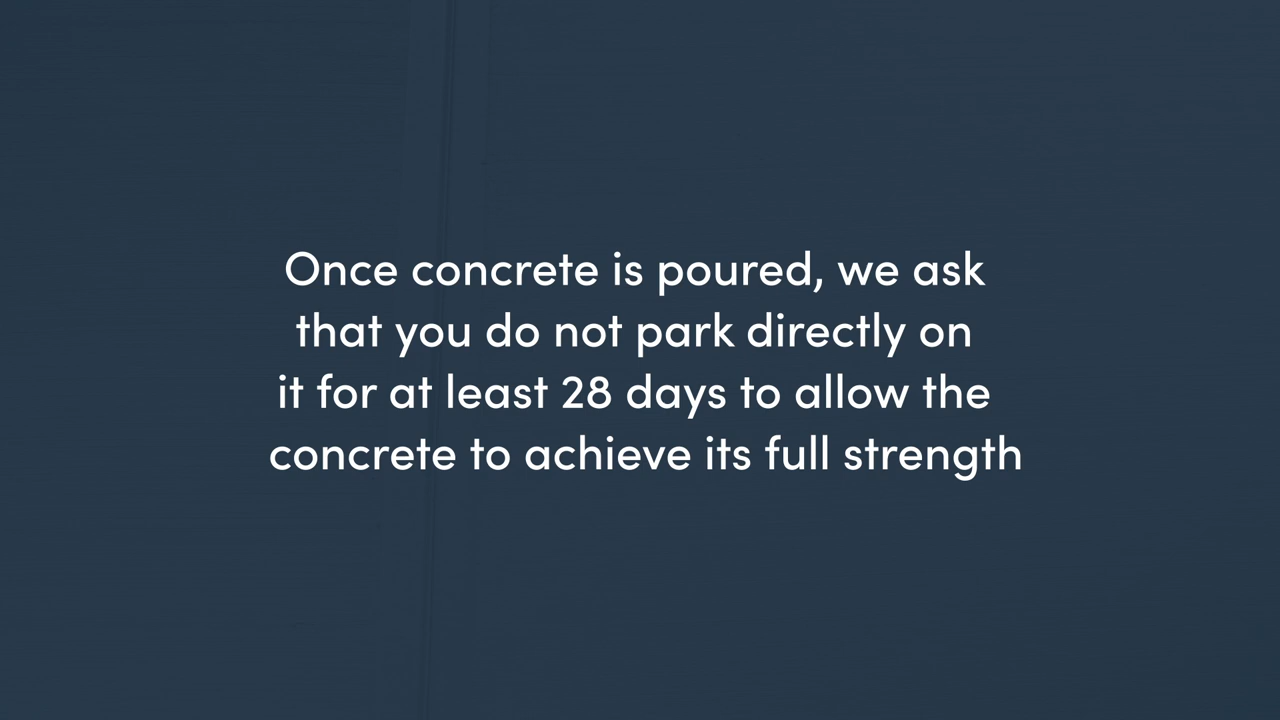 Once concrete is poured, we ask
that you do not park directly on
it for at least 28 days to allow the
concrete to achieve its full strength